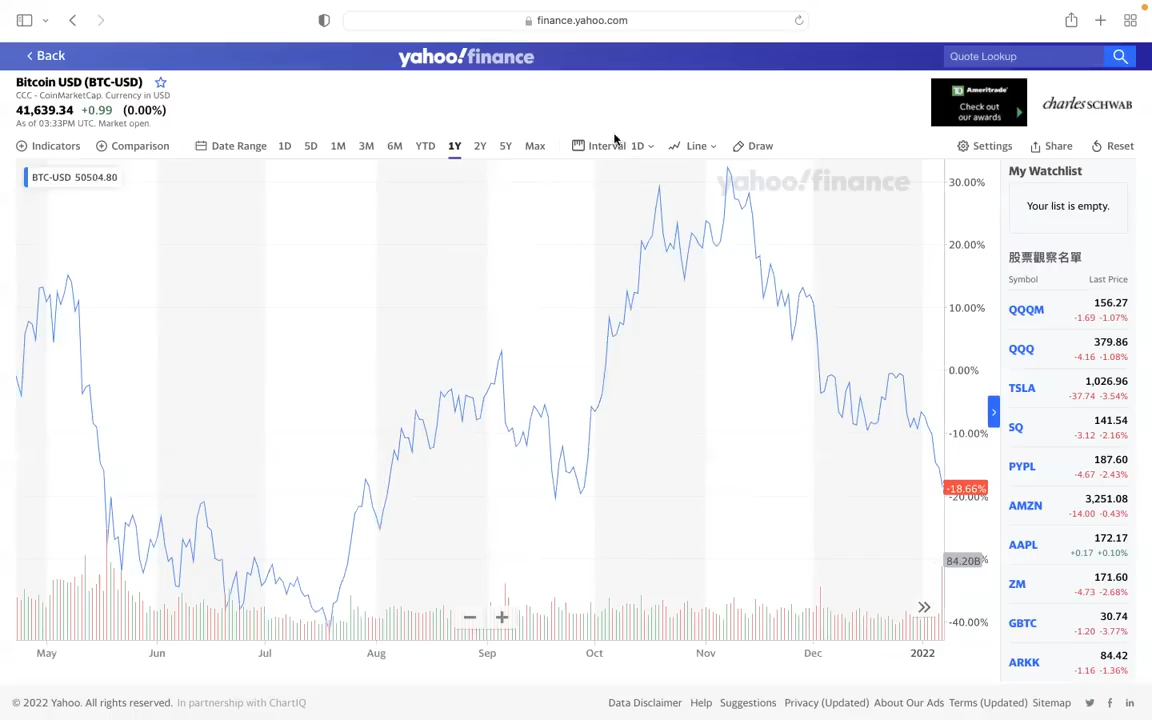 finance.yahoo.com
Back
yahoo!finance
Quote Lookup
Bitcoin USD (BTC-USD)
CCC - CoinMarketCap. Currency in USD
41,639.34 +0.99 (0.00%)
As of 03:33PM UTC. Market open.
TD Ameritrade
Check out
our awards
charles SCHWAB
Indicators
Comparison
Date Range
1D
5D
1M
3M
6M
YTD
1Y
2Y
5Y
Max
Interval 1D
Line
Draw
Settings
Share
Reset
BTC-USD 50504.80
yahoo!finance
30.00%
20.00%
10.00%
0.00%
-10.00%
-18.66%
-20.00%
84.20B
-40.00%
May
Jun
Jul
Aug
Sep
Oct
Nov
Dec
2022
My Watchlist
Your list is empty.
股票觀察名單
Symbol Last Price
QQQM 156.27
-1.69 -1.07%
QQQ 379.86
-4.16 -1.08%
TSLA 1,026.96
-37.74 -3.54%
SQ 141.54
-3.12 -2.16%
PYPL 187.60
-4.67 -2.43%
AMZN 3,251.08
-14.00 -0.43%
AAPL 172.17
+0.17 +0.10%
ZM 171.60
-4.73 -2.68%
GBTC 30.74
-1.20 -3.77%
ARKK 84.42
-1.16 -1.36%
© 2022 Yahoo. All rights reserved. In partnership with ChartIQ
Data Disclaimer Help Suggestions Privacy (Updated) About Our Ads Terms (Updated) Sitemap